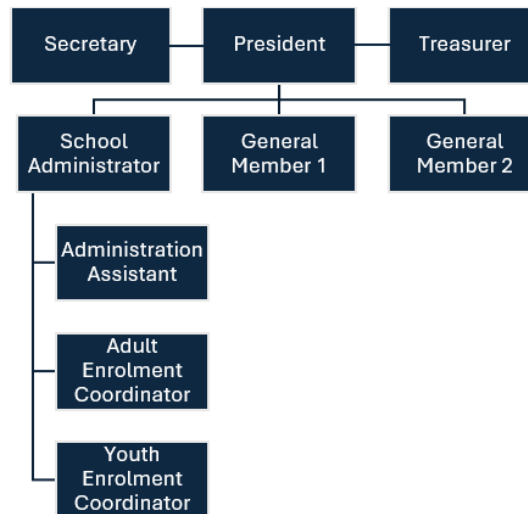 Secretary
President
Treasurer
School
Administrator
General
Member 1
General
Member 2
Administration
Assistant
Adult
Enrolment
Coordinator
Youth
Enrolment
Coordinator